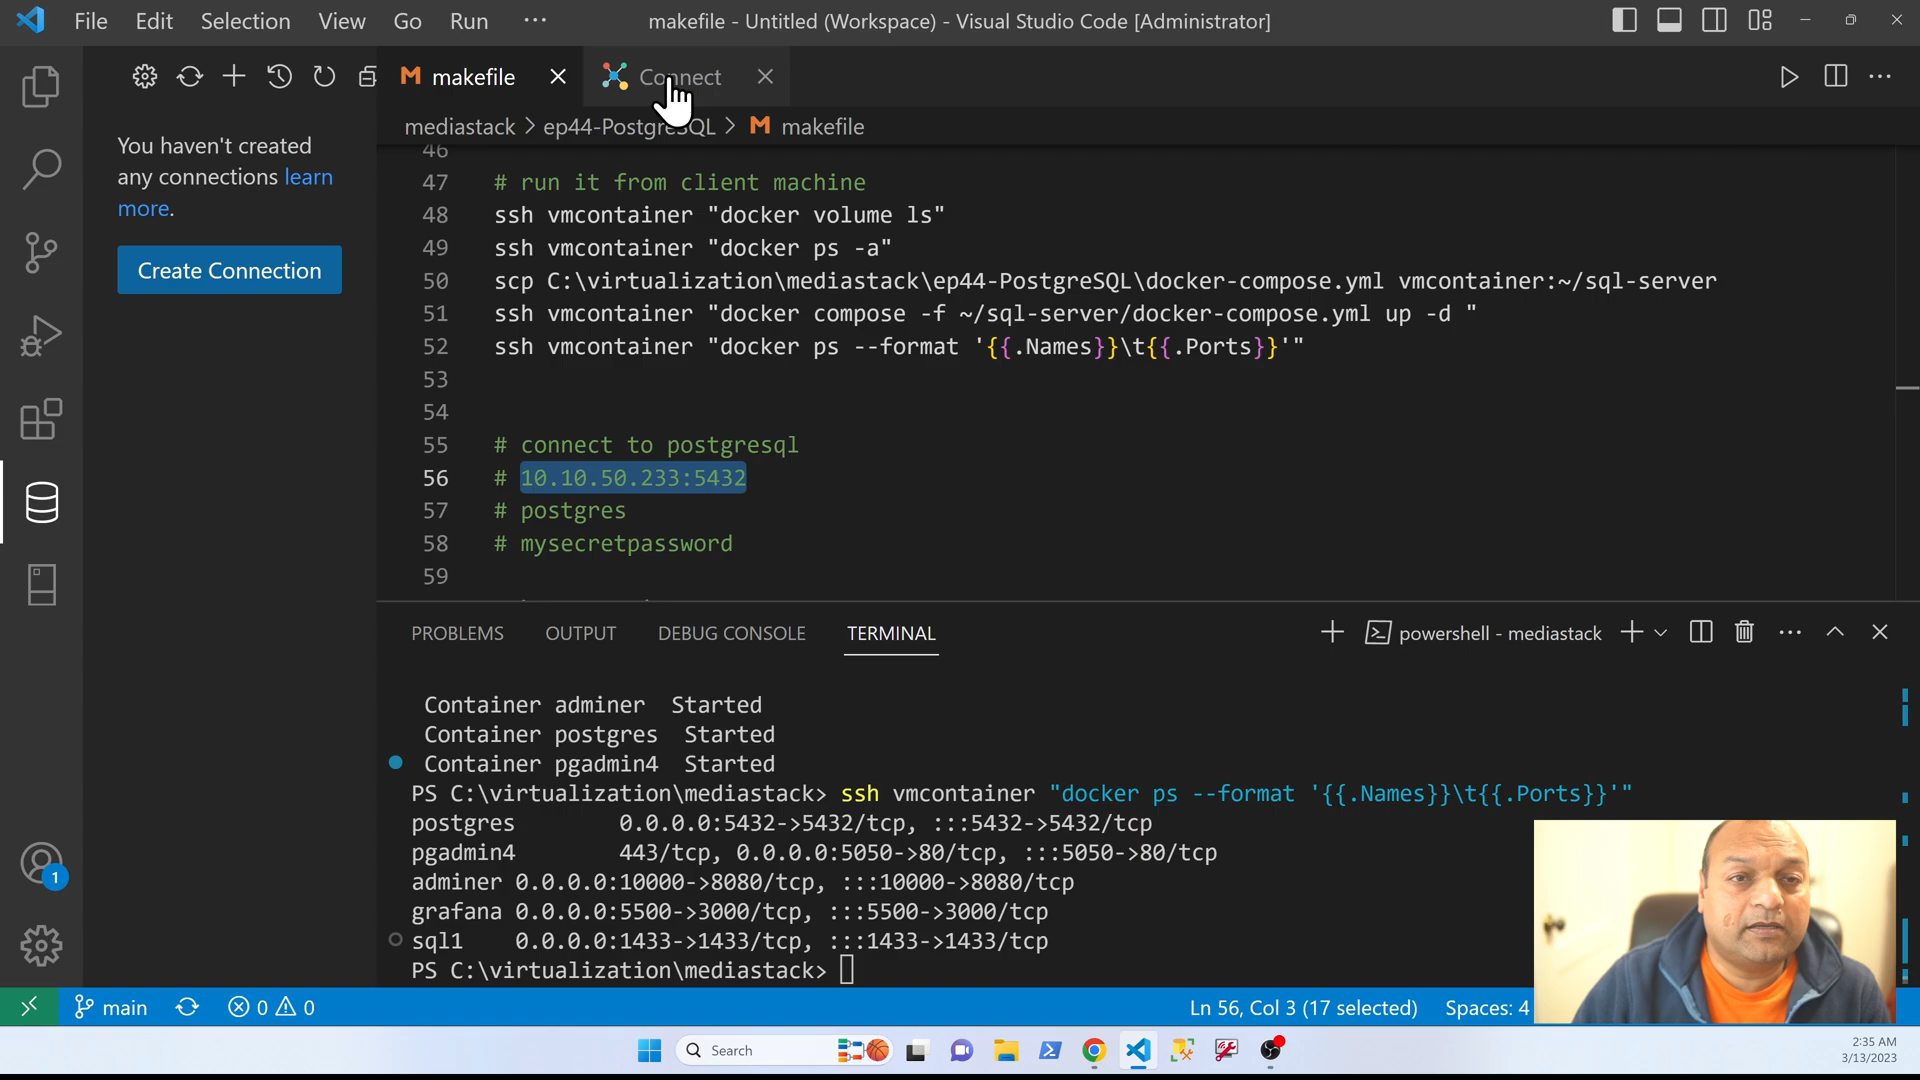 File Edit Selection View Go Run ··· makefile - Untitled (Workspace) - Visual Studio Code [Administrator]
makefile Connect
mediastack > ep44-PostgreSQL > makefile
You haven't created
any connections learn
more.
Create Connection
46
47 # run it from client machine
48 ssh vmcontainer "docker volume ls"
49 ssh vmcontainer "docker ps -a"
50 scp C:\virtualization\mediastack\ep44-PostgreSQL\docker-compose.yml vmcontainer:~/sql-server
51 ssh vmcontainer "docker compose -f ~/sql-server/docker-compose.yml up -d "
52 ssh vmcontainer "docker ps --format '{{.Names}}\t{{.Ports}}'"
53
54
55 # connect to postgresql
56 # 10.10.50.233:5432
57 # postgres
58 # mysecretpassword
59
PROBLEMS OUTPUT DEBUG CONSOLE TERMINAL powershell - mediastack
Container adminer Started
Container postgres Started
Container pgadmin4 Started
PS C:\virtualization\mediastack> ssh vmcontainer "docker ps --format '{{.Names}}\t{{.Ports}}'"
postgres 0.0.0.0:5432->5432/tcp, :::5432->5432/tcp
pgadmin4 443/tcp, 0.0.0.0:5050->80/tcp, :::5050->80/tcp
adminer 0.0.0.0:10000->8080/tcp, :::10000->8080/tcp
grafana 0.0.0.0:5500->3000/tcp, :::5500->3000/tcp
sql1 0.0.0.0:1433->1433/tcp, :::1433->1433/tcp
PS C:\virtualization\mediastack>
1
main 0 0 Ln 56, Col 3 (17 selected) Spaces: 4
Search
2:35 AM
3/13/2023